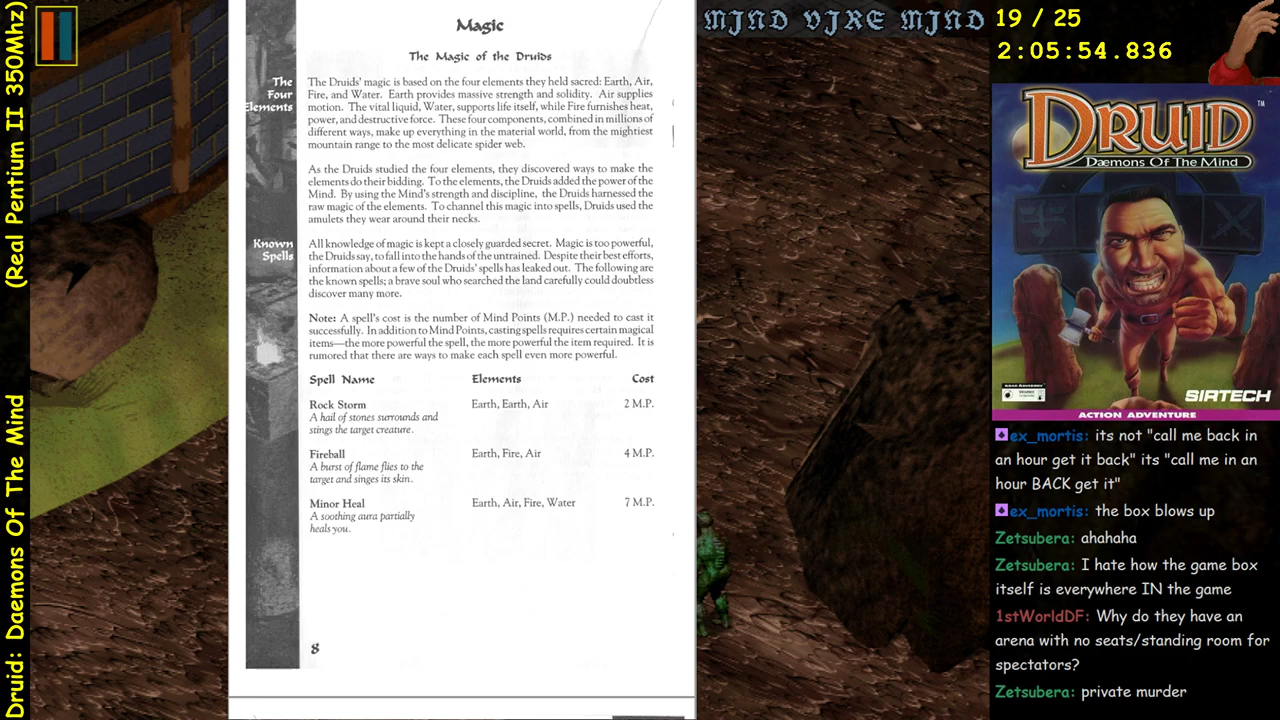 (Real Pentium II 350Mhz)
Druid: Daemons Of The Mind
Magic
The Magic of the Druids
The
Four
Elements
The Druids' magic is based on the four elements they held sacred: Earth, Air,
Fire, and Water. Earth provides massive strength and solidity. Air supplies
motion. The vital liquid, Water, supports life itself, while Fire furnishes heat,
power, and destructive force. These four components, combined in millions of
different ways, make up everything in the material world, from the mightiest
mountain range to the most delicate spider web.
As the Druids studied the four elements, they discovered ways to make the
elements do their bidding. To the elements, the Druids added the power of the
Mind. By using the Mind's strength and discipline, the Druids harnessed the
raw magic of the elements. To channel this magic into spells, Druids used the
amulets they wear around their necks.
Known
Spells
All knowledge of magic is kept a closely guarded secret. Magic is too powerful,
the Druids say, to fall into the hands of the untrained. Despite their best efforts,
information about a few of the Druids' spells has leaked out. The following are
the known spells; a brave soul who searched the land carefully could doubtless
discover many more.
Note: A spell's cost is the number of Mind Points (M.P.) needed to cast it
successfully. In addition to Mind Points, casting spells requires certain magical
items—the more powerful the spell, the more powerful the item required. It is
rumored that there are ways to make each spell even more powerful.
Spell Name Elements Cost
Rock Storm Earth, Earth, Air 2 M.P.
A hail of stones surrounds and
stings the target creature.
Fireball Earth, Fire, Air 4 M.P.
A burst of flame flies to the
target and singes its skin.
Minor Heal Earth, Air, Fire, Water 7 M.P.
A soothing aura partially
heals you.
8
MIND VIRE MIND
19 / 25
2:05:54.836
DRUID ™
Dæmons Of The Mind
SIRTECH
ACTION ADVENTURE
ex_mortis: its not "call me back in
an hour get it back" its "call me in an
hour BACK get it"
ex_mortis: the box blows up
Zetsubera: ahahaha
Zetsubera: I hate how the game box
itself is everywhere IN the game
1stWorldDF: Why do they have an
arena with no seats/standing room for
spectators?
Zetsubera: private murder